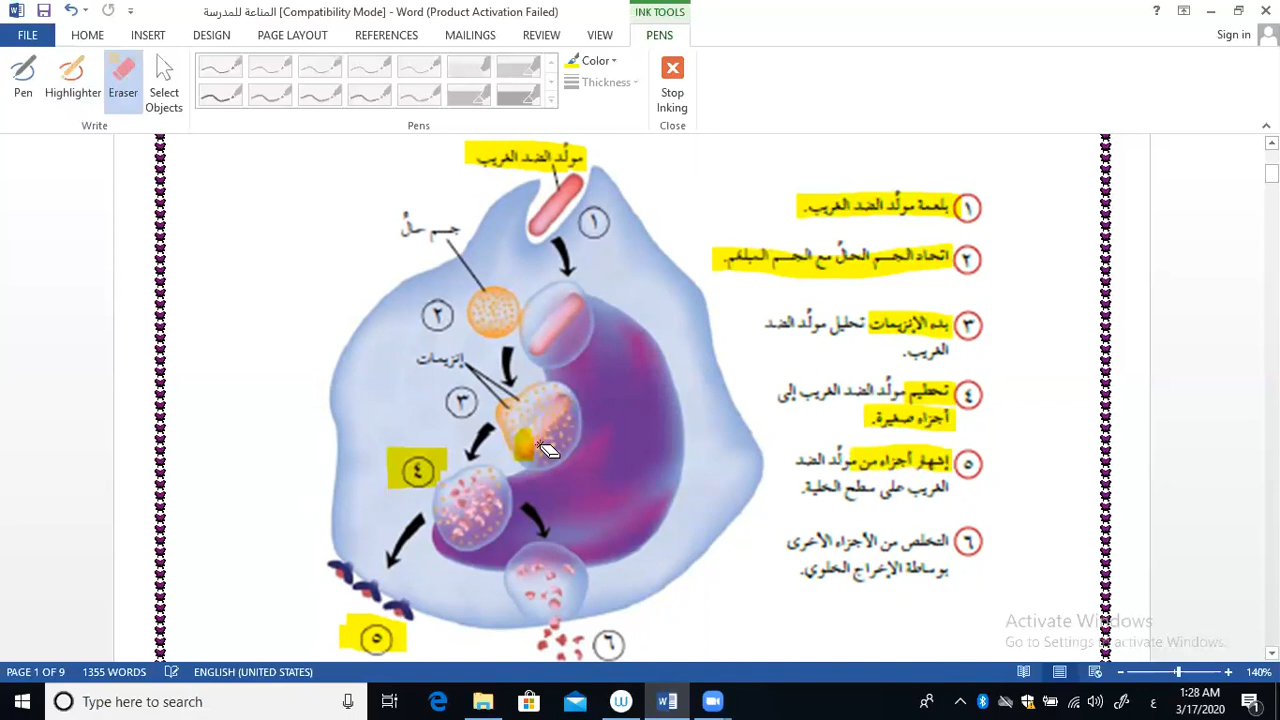 المناعة للمدرسة [Compatibility Mode] - Word (Product Activation Failed)
INK TOOLS
?
FILE
HOME
INSERT
DESIGN
PAGE LAYOUT
REFERENCES
MAILINGS
REVIEW
VIEW
PENS
Sign in
Pen
Highlighter
Eraser
Select
Objects
Color
Thickness
Stop
Inking
Write
Pens
Close
مولِّد الضد الغريب
١
جسم حالٌّ
٢
إنزيمات
٣
٤
٥
٦
١ بلعمة مولِّد الضد الغريب.
٢ اتحاد الجسم الحالّ مع الجسم المبلغم.
٣ بدء الإنزيمات تحليل مولِّد الضد
الغريب.
٤ تحطيم مولِّد الضد الغريب إلى
أجزاء صغيرة.
٥ إشهار أجزاء من مولِّد الضد
الغريب على سطح الخلية.
٦ التخلص من الأجزاء الأخرى
بوساطة الإخراج الخلوي.
Activate Windows
Go to Settings to activate Windows.
PAGE 1 OF 9
1355 WORDS
ENGLISH (UNITED STATES)
140%
Type here to search
ع
1:28 AM
3/17/2020